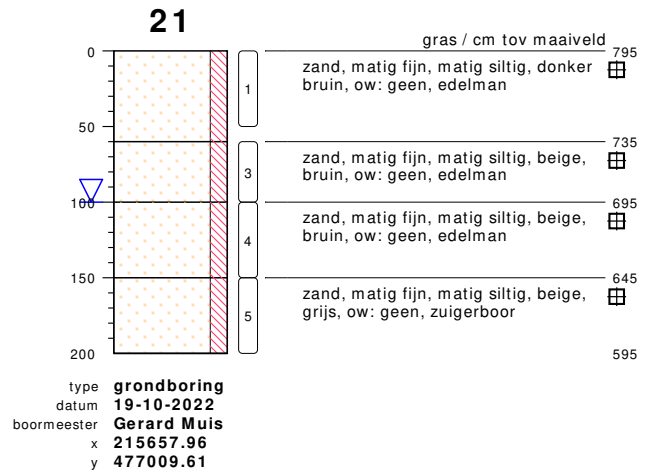 21
gras / cm tov maaiveld
0
795
zand, matig fijn, matig siltig, donker
bruin, ow: geen, edelman
1
50
735
zand, matig fijn, matig siltig, beige,
bruin, ow: geen, edelman
3
100
695
zand, matig fijn, matig siltig, beige,
bruin, ow: geen, edelman
4
150
645
zand, matig fijn, matig siltig, beige,
grijs, ow: geen, zuigerboor
5
200
595
type grondboring
datum 19-10-2022
boormeester Gerard Muis
x 215657.96
y 477009.61